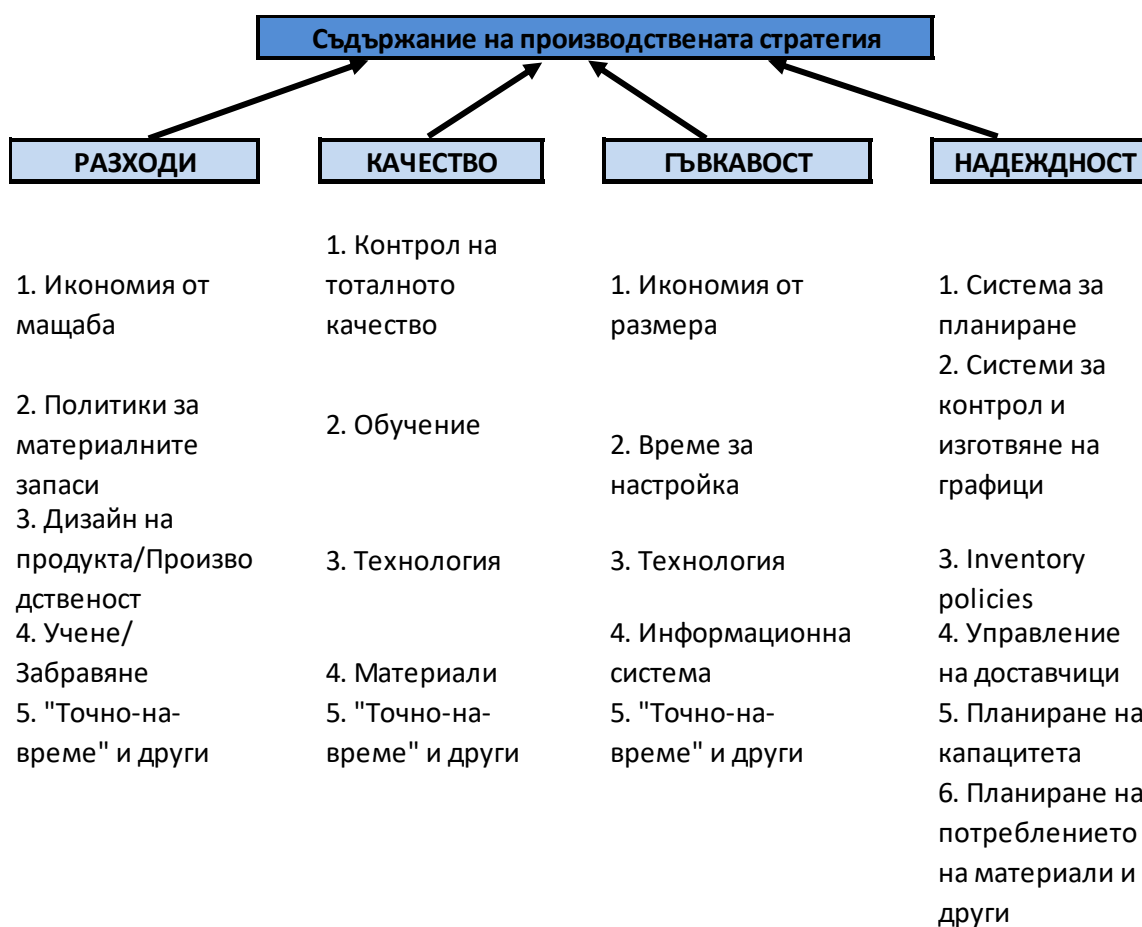 Съдържание на производствената стратегия
РАЗХОДИ
КАЧЕСТВО
ГЪВКАВОСТ
НАДЕЖДНОСТ
1. Икономия от
мащаба
2. Политики за
материалните
запаси
3. Дизайн на
продукта/Произво
дственост
4. Учене/
Забравяне
5. "Точно-на-
време" и други
1. Контрол на
тоталното
качество
2. Обучение
3. Технология
4. Материали
5. "Точно-на-
време" и други
1. Икономия от
размера
2. Време за
настройка
3. Технология
4. Информационна
система
5. "Точно-на-
време" и други
1. Система за
планиране
2. Системи за
контрол и
изготвяне на
графици
3. Inventory
policies
4. Управление
на доставчици
5. Планиране на
капацитета
6. Планиране на
потреблението
на материали и
други